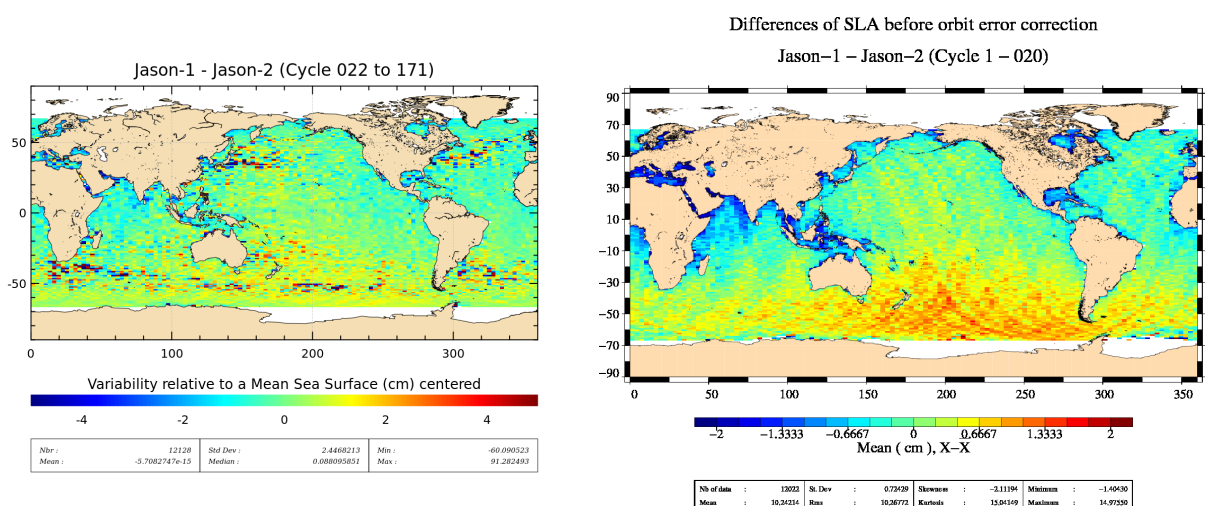 Jason-1 - Jason-2 (Cycle 022 to 171)
50
0
-50
0 100 200 300
Variability relative to a Mean Sea Surface (cm) centered
-4 -2 0 2 4
Nbr : 12128 Std Dev : 2.4468213 Min : -60.090523
Mean : -5.7082747e-15 Median : 0.088095851 Max : 91.282493
Differences of SLA before orbit error correction
Jason−1 − Jason−2 (Cycle 1 − 020)
90
70
50
30
10
−10
−30
−50
−70
−90
0 50 100 150 200 250 300 350
−2 −1.3333 −0.6667 0 0.6667 1.3333 2
Mean ( cm ), X−X
Nb of data : 12022 St. Dev : 0.72429 Skewness : −2.11194 Minimum : −1.40430
Mean : 10.24214 Rms : 10.26772 Kurtosis : 15.04149 Maximum : 14.97550